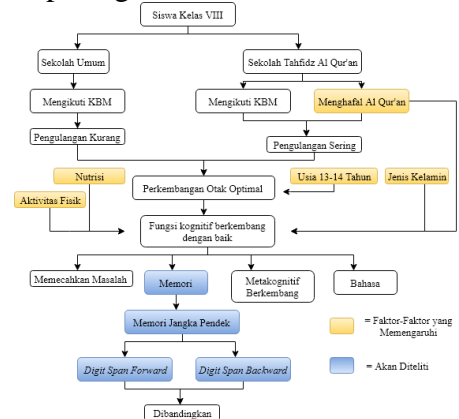 Siswa Kelas VIII
Sekolah Umum
Sekolah Tahfidz Al Qur'an
Mengikuti KBM
Mengikuti KBM
Menghafal Al Qur'an
Pengulangan Kurang
Pengulangan Sering
Nutrisi
Perkembangan Otak Optimal
Usia 13-14 Tahun
Jenis Kelamin
Aktivitas Fisik
Fungsi kognitif berkembang
dengan baik
Memecahkan Masalah
Memori
Metakognitif
Berkembang
Bahasa
Memori Jangka Pendek
= Faktor-Faktor yang
Memengaruhi
Digit Span Forward
Digit Span Backward
= Akan Diteliti
Dibandingkan